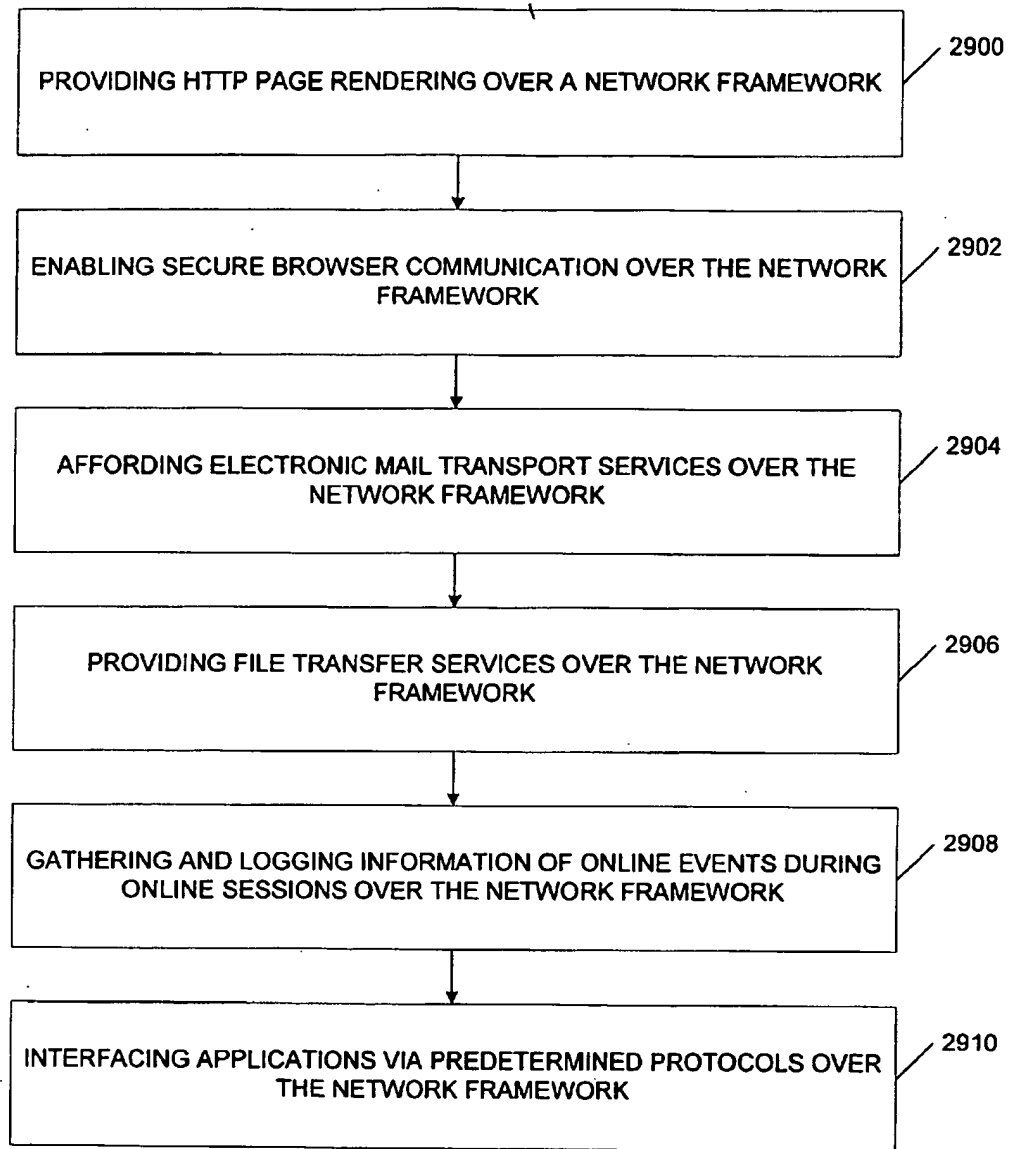 PROVIDING HTTP PAGE RENDERING OVER A NETWORK FRAMEWORK
2900
ENABLING SECURE BROWSER COMMUNICATION OVER THE NETWORK
FRAMEWORK
2902
AFFORDING ELECTRONIC MAIL TRANSPORT SERVICES OVER THE
NETWORK FRAMEWORK
2904
PROVIDING FILE TRANSFER SERVICES OVER THE NETWORK
FRAMEWORK
2906
GATHERING AND LOGGING INFORMATION OF ONLINE EVENTS DURING
ONLINE SESSIONS OVER THE NETWORK FRAMEWORK
2908
INTERFACING APPLICATIONS VIA PREDETERMINED PROTOCOLS OVER
THE NETWORK FRAMEWORK
2910